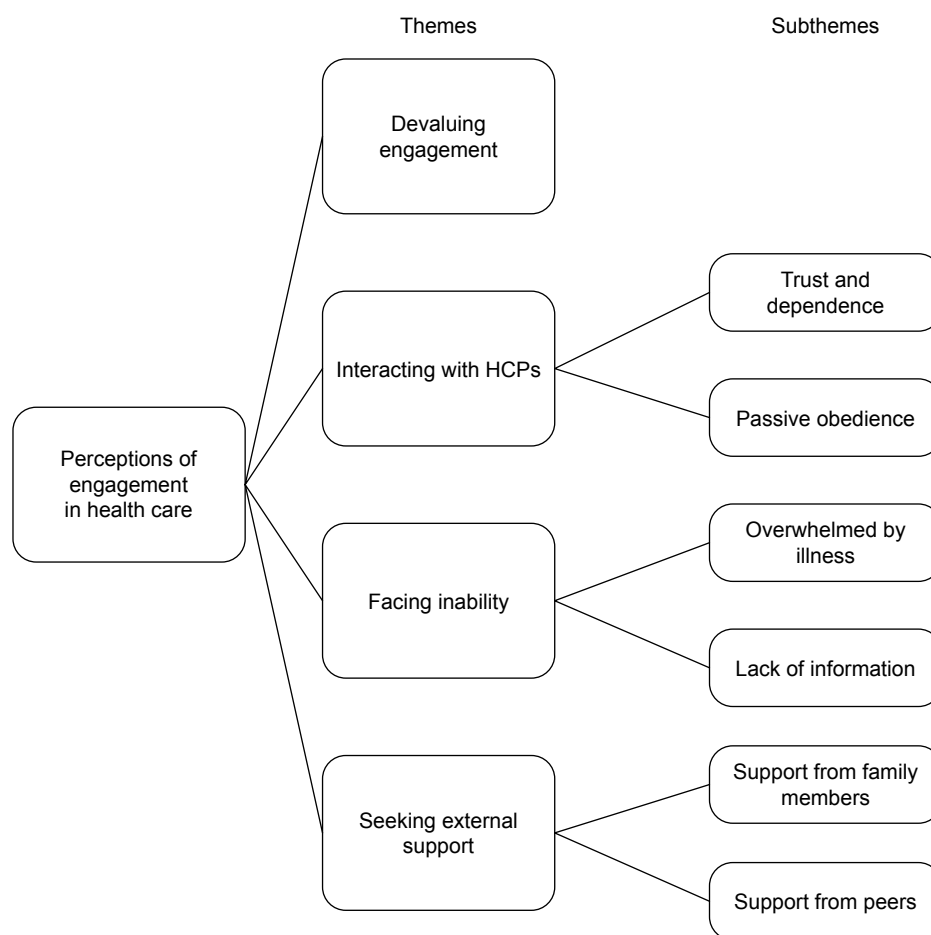 Themes
Subthemes
Devaluing
engagement
Trust and
dependence
Interacting with HCPs
Passive obedience
Perceptions of
engagement
in health care
Overwhelmed by
illness
Facing inability
Lack of information
Support from family
members
Seeking external
support
Support from peers